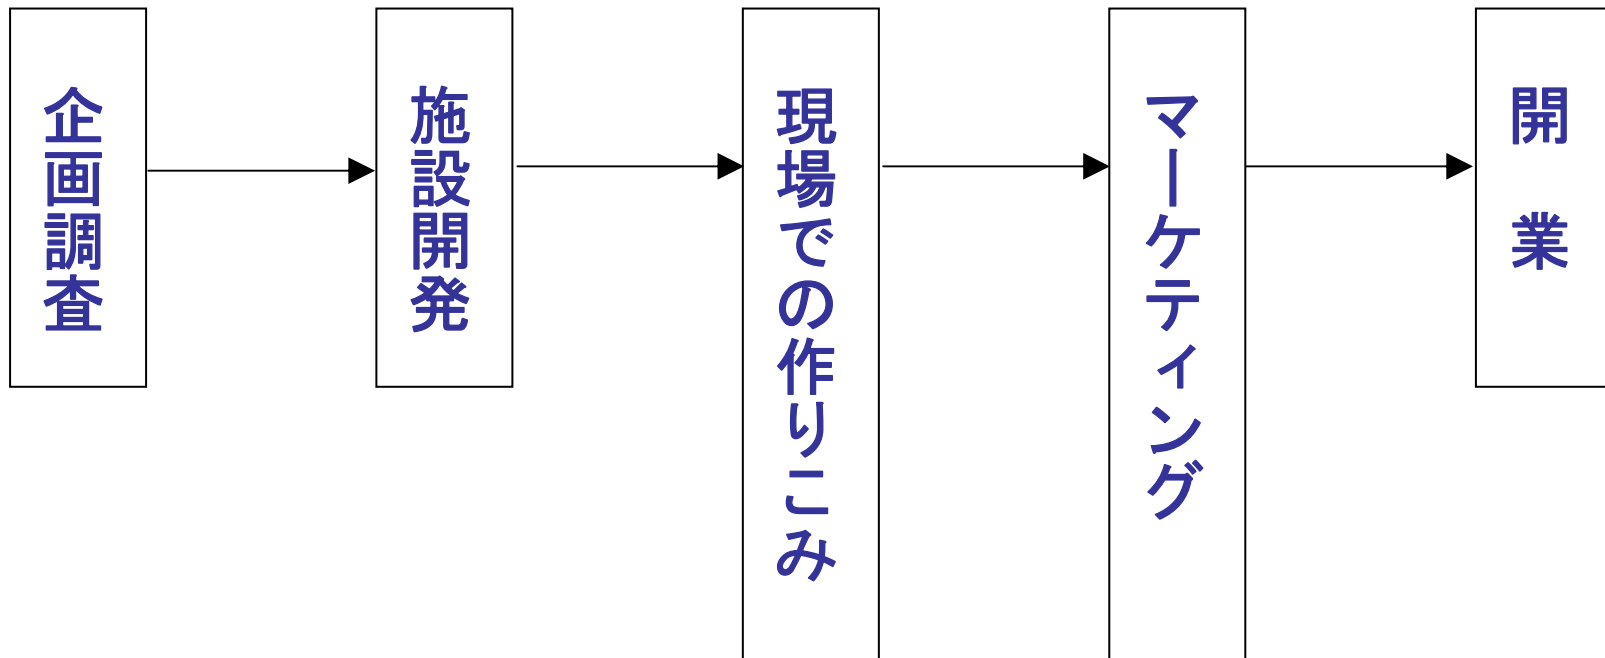 企画調査
施設開発
現場での作りこみ
マーケティング
開業